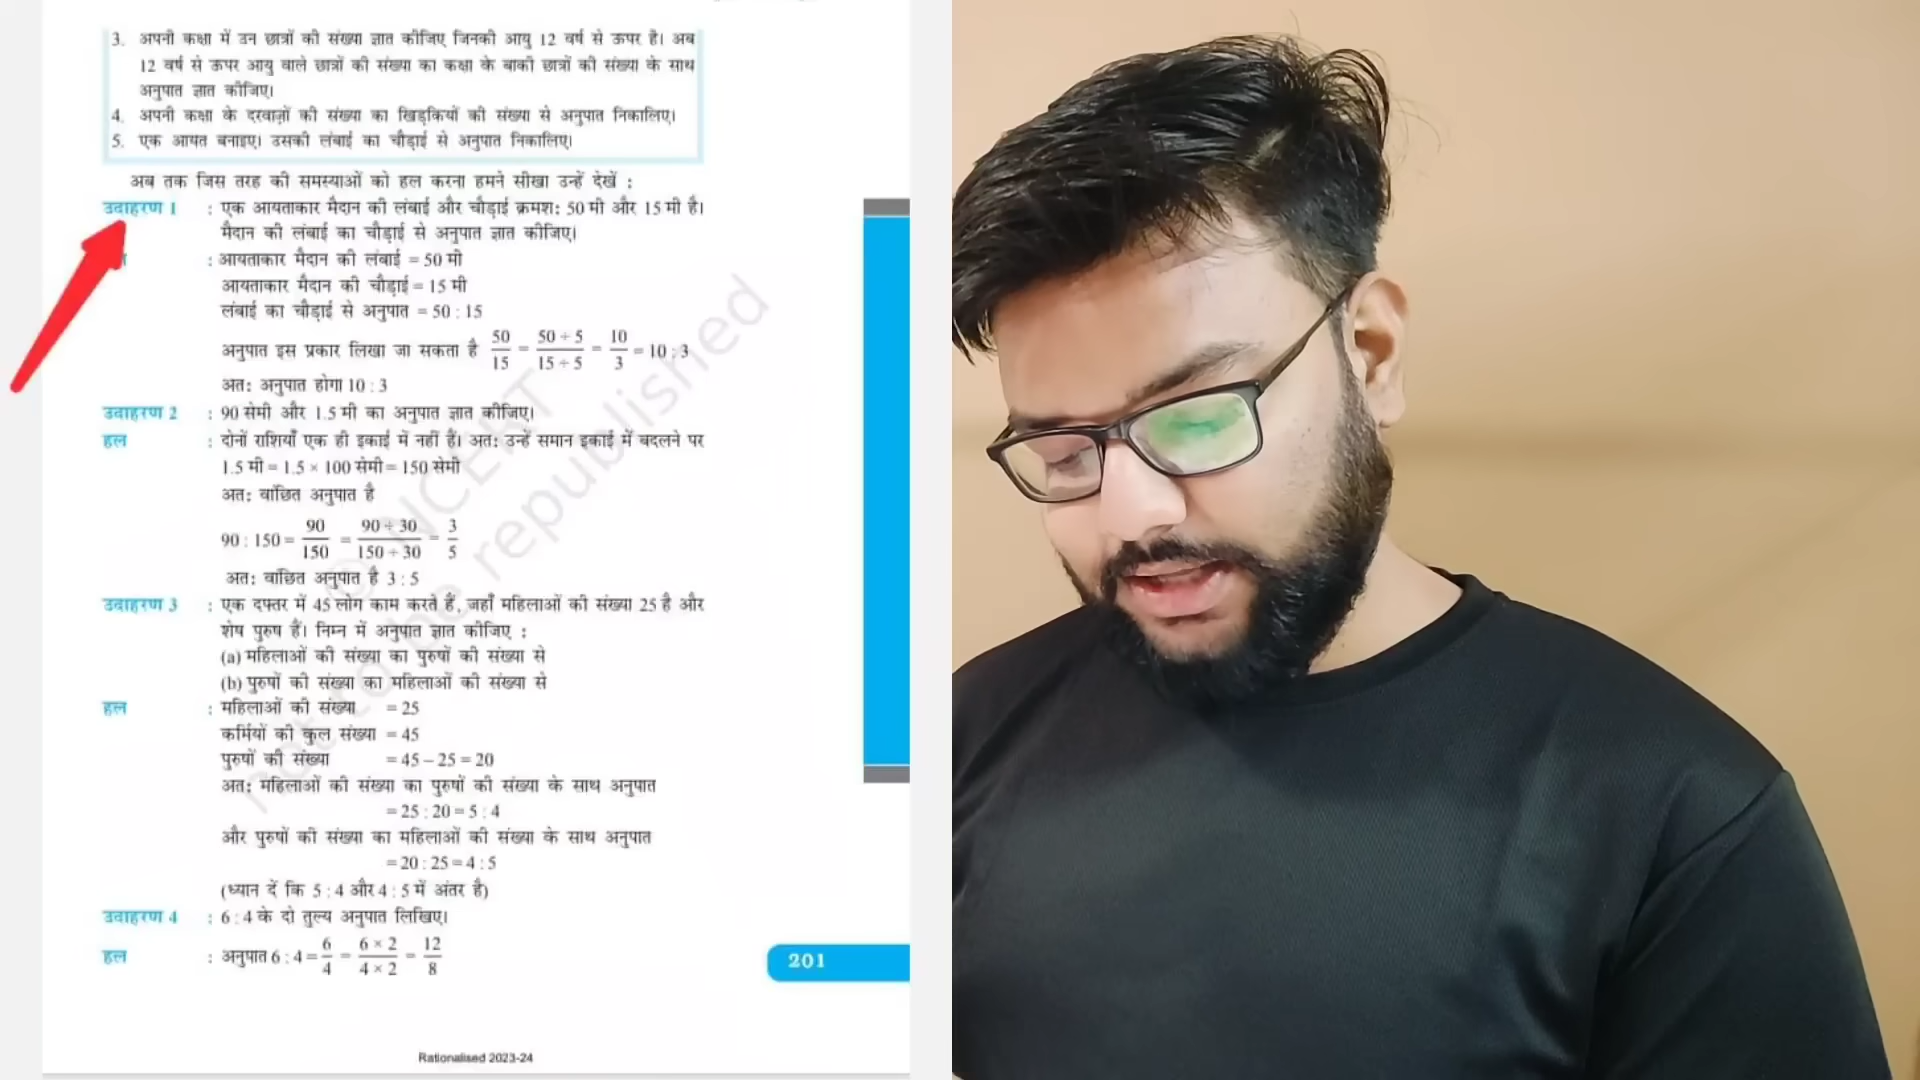 3. अपनी कक्षा में उन छात्रों की संख्या ज्ञात कीजिए जिनकी आयु 12 वर्ष से ऊपर है। अब
12 वर्ष से ऊपर आयु वाले छात्रों की संख्या का कक्षा के बाकी छात्रों की संख्या के साथ
अनुपात ज्ञात कीजिए।
4. अपनी कक्षा के दरवाज़ों की संख्या का खिड़कियों की संख्या से अनुपात निकालिए।
5. एक आयत बनाइए। उसकी लंबाई का चौड़ाई से अनुपात निकालिए।
अब तक जिस तरह की समस्याओं को हल करना हमने सीखा उन्हें देखें :
उदाहरण 1 : एक आयताकार मैदान की लंबाई और चौड़ाई क्रमश: 50 मी और 15 मी है।
मैदान की लंबाई का चौड़ाई से अनुपात ज्ञात कीजिए।
: आयताकार मैदान की लंबाई = 50 मी
आयताकार मैदान की चौड़ाई = 15 मी
लंबाई का चौड़ाई से अनुपात = 50 : 15
अनुपात इस प्रकार लिखा जा सकता है 50/15 = 50 ÷ 5/15 ÷ 5 = 10/3 = 10 : 3
अत: अनुपात होगा 10 : 3
उदाहरण 2 : 90 सेमी और 1.5 मी का अनुपात ज्ञात कीजिए।
हल : दोनों राशियाँ एक ही इकाई में नहीं हैं। अत: उन्हें समान इकाई में बदलने पर
1.5 मी = 1.5 × 100 सेमी = 150 सेमी
अत: वांछित अनुपात है
90 : 150 = 90/150 = 90 ÷ 30/150 ÷ 30 = 3/5
अत: वांछित अनुपात है 3 : 5
उदाहरण 3 : एक दफ्तर में 45 लोग काम करते हैं, जहाँ महिलाओं की संख्या 25 है और
शेष पुरुष हैं। निम्न में अनुपात ज्ञात कीजिए :
(a) महिलाओं की संख्या का पुरुषों की संख्या से
(b) पुरुषों की संख्या का महिलाओं की संख्या से
हल : महिलाओं की संख्या = 25
कर्मियों की कुल संख्या = 45
पुरुषों की संख्या = 45 – 25 = 20
अत: महिलाओं की संख्या का पुरुषों की संख्या के साथ अनुपात
= 25 : 20 = 5 : 4
और पुरुषों की संख्या का महिलाओं की संख्या के साथ अनुपात
= 20 : 25 = 4 : 5
(ध्यान दें कि 5 : 4 और 4 : 5 में अंतर है)
उदाहरण 4 : 6 : 4 के दो तुल्य अनुपात लिखिए।
हल : अनुपात 6 : 4 = 6/4 = 6 × 2/4 × 2 = 12/8
201
Rationalised 2023-24
© NCERT
not to be republished